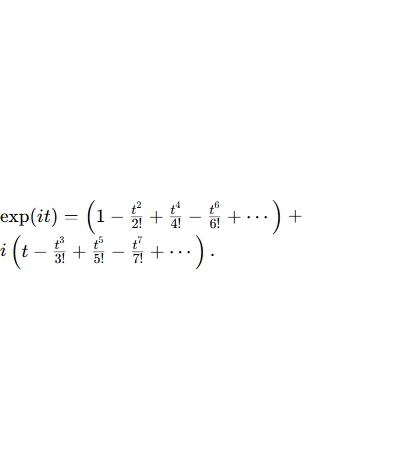 exp(it) = (1 − t²/2! + t⁴/4! − t⁶/6! + ⋯) +
i (t − t³/3! + t⁵/5! − t⁷/7! + ⋯) .